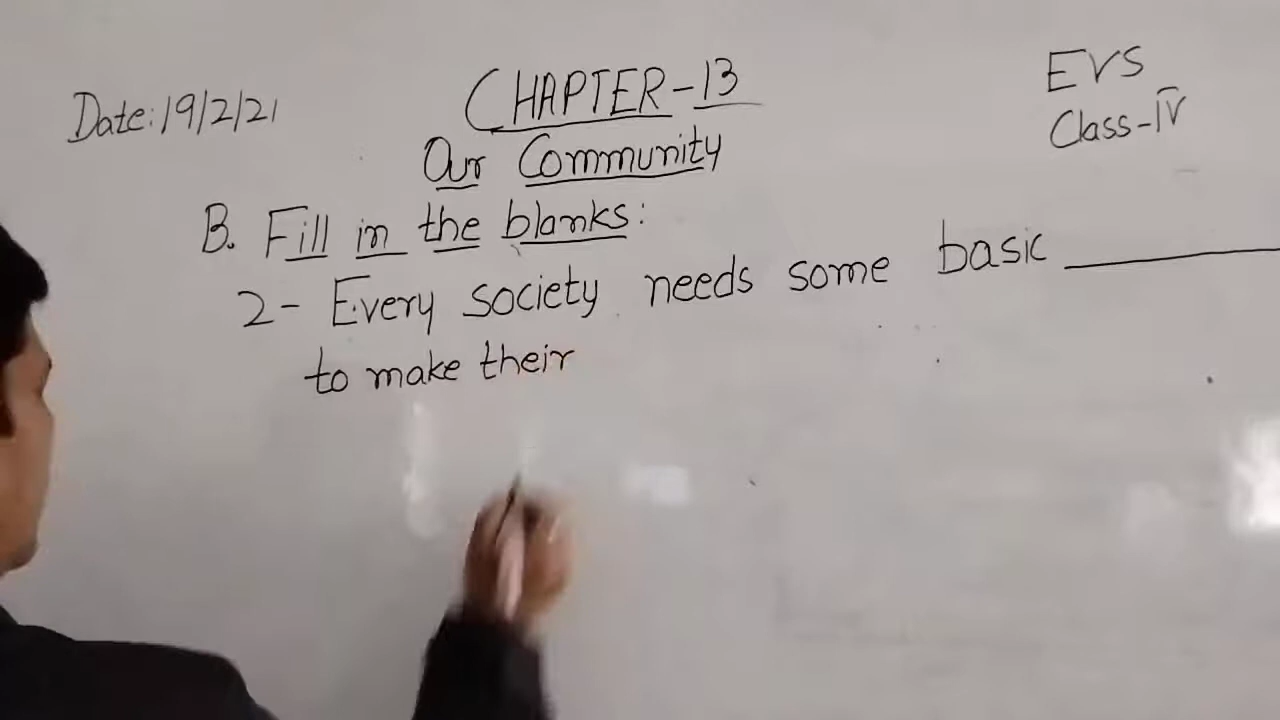 Date: 19/2/21
CHAPTER-13
EVS
Class-IV
Our Community
B. Fill in the blanks:
2- Every society needs some basic ________
to make their